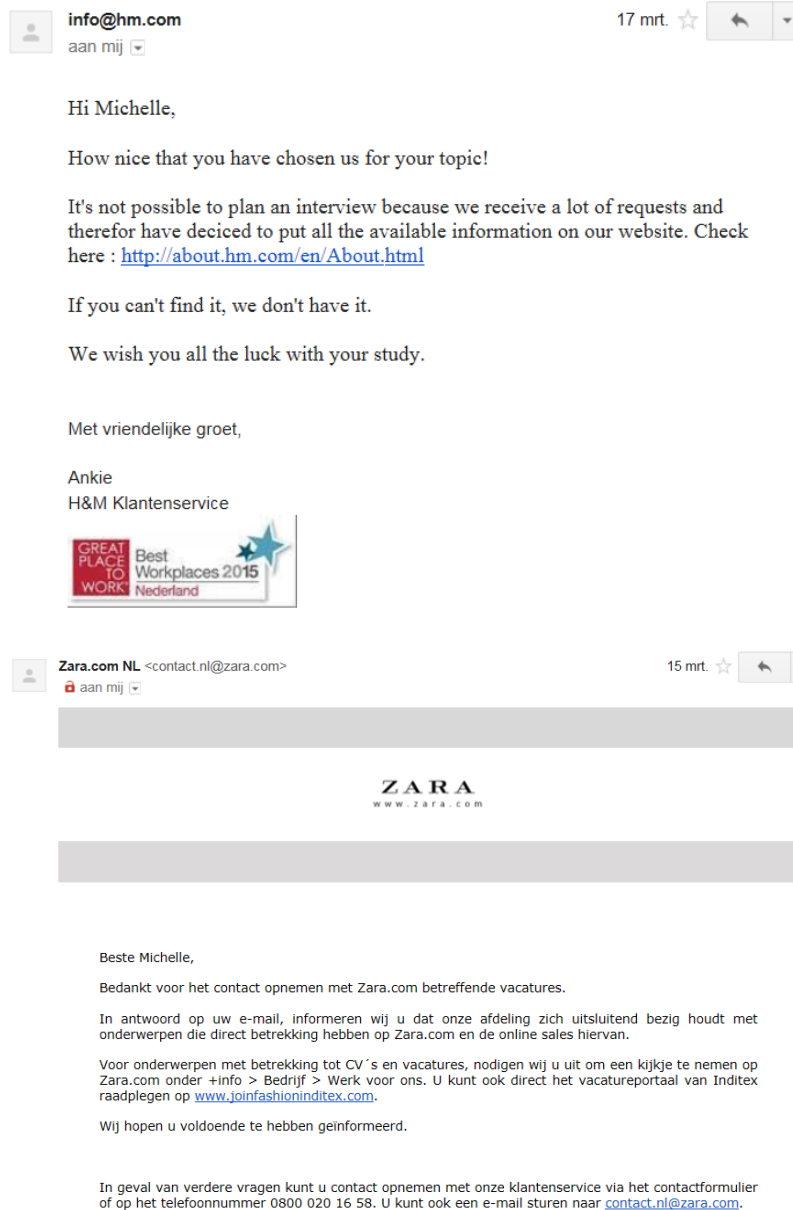 info@hm.com 17 mrt.
aan mij
Hi Michelle,
How nice that you have chosen us for your topic!
It's not possible to plan an interview because we receive a lot of requests and
therefor have deciced to put all the available information on our website. Check
here : http://about.hm.com/en/About.html
If you can't find it, we don't have it.
We wish you all the luck with your study.
Met vriendelijke groet,
Ankie
H&M Klantenservice
GREAT
PLACE
TO
WORK
Best
Workplaces 2015
Nederland
Zara.com NL <contact.nl@zara.com> 15 mrt.
aan mij
ZARA
www.zara.com
Beste Michelle,
Bedankt voor het contact opnemen met Zara.com betreffende vacatures.
In antwoord op uw e-mail, informeren wij u dat onze afdeling zich uitsluitend bezig houdt met
onderwerpen die direct betrekking hebben op Zara.com en de online sales hiervan.
Voor onderwerpen met betrekking tot CV´s en vacatures, nodigen wij u uit om een kijkje te nemen op
Zara.com onder +info > Bedrijf > Werk voor ons. U kunt ook direct het vacatureportaal van Inditex
raadplegen op www.joinfashioninditex.com.
Wij hopen u voldoende te hebben geïnformeerd.
In geval van verdere vragen kunt u contact opnemen met onze klantenservice via het contactformulier
of op het telefoonnummer 0800 020 16 58. U kunt ook een e-mail sturen naar contact.nl@zara.com.